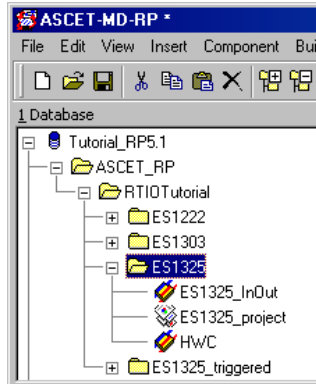 ASCET-MD-RP *
File Edit View Insert Component Bui
1 Database
Tutorial_RP5.1
ASCET_RP
RTIOTutorial
ES1222
ES1303
ES1325
ES1325_InOut
ES1325_project
HWC
ES1325_triggered